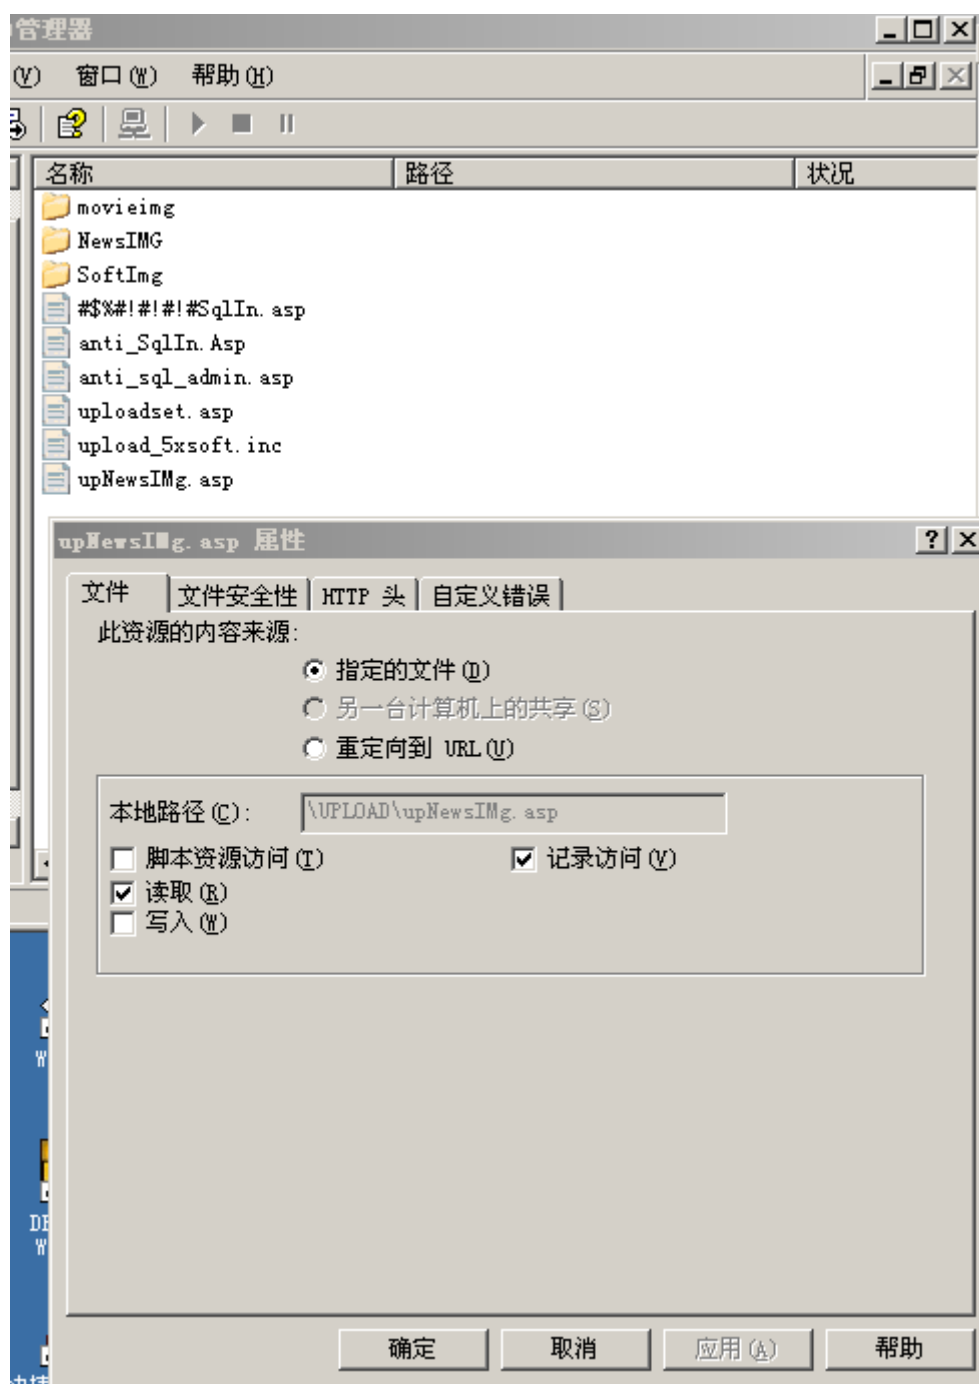 管理器
(V) 窗口(W) 帮助(H)
名称 路径 状况
movieimg
NewsIMG
SoftImg
#$%#!#!#!#SqlIn.asp
anti_SqlIn.Asp
anti_sql_admin.asp
uploadset.asp
upload_5xsoft.inc
upNewsIMg.asp
upNewsIMg.asp 属性
文件 文件安全性 HTTP 头 自定义错误
此资源的内容来源:
指定的文件(D)
另一台计算机上的共享(S)
重定向到 URL(U)
本地路径(C): \UPLOAD\upNewsIMg.asp
脚本资源访问(T) 记录访问(V)
读取(R)
写入(W)
W
DE
W
确定 取消 应用(A) 帮助